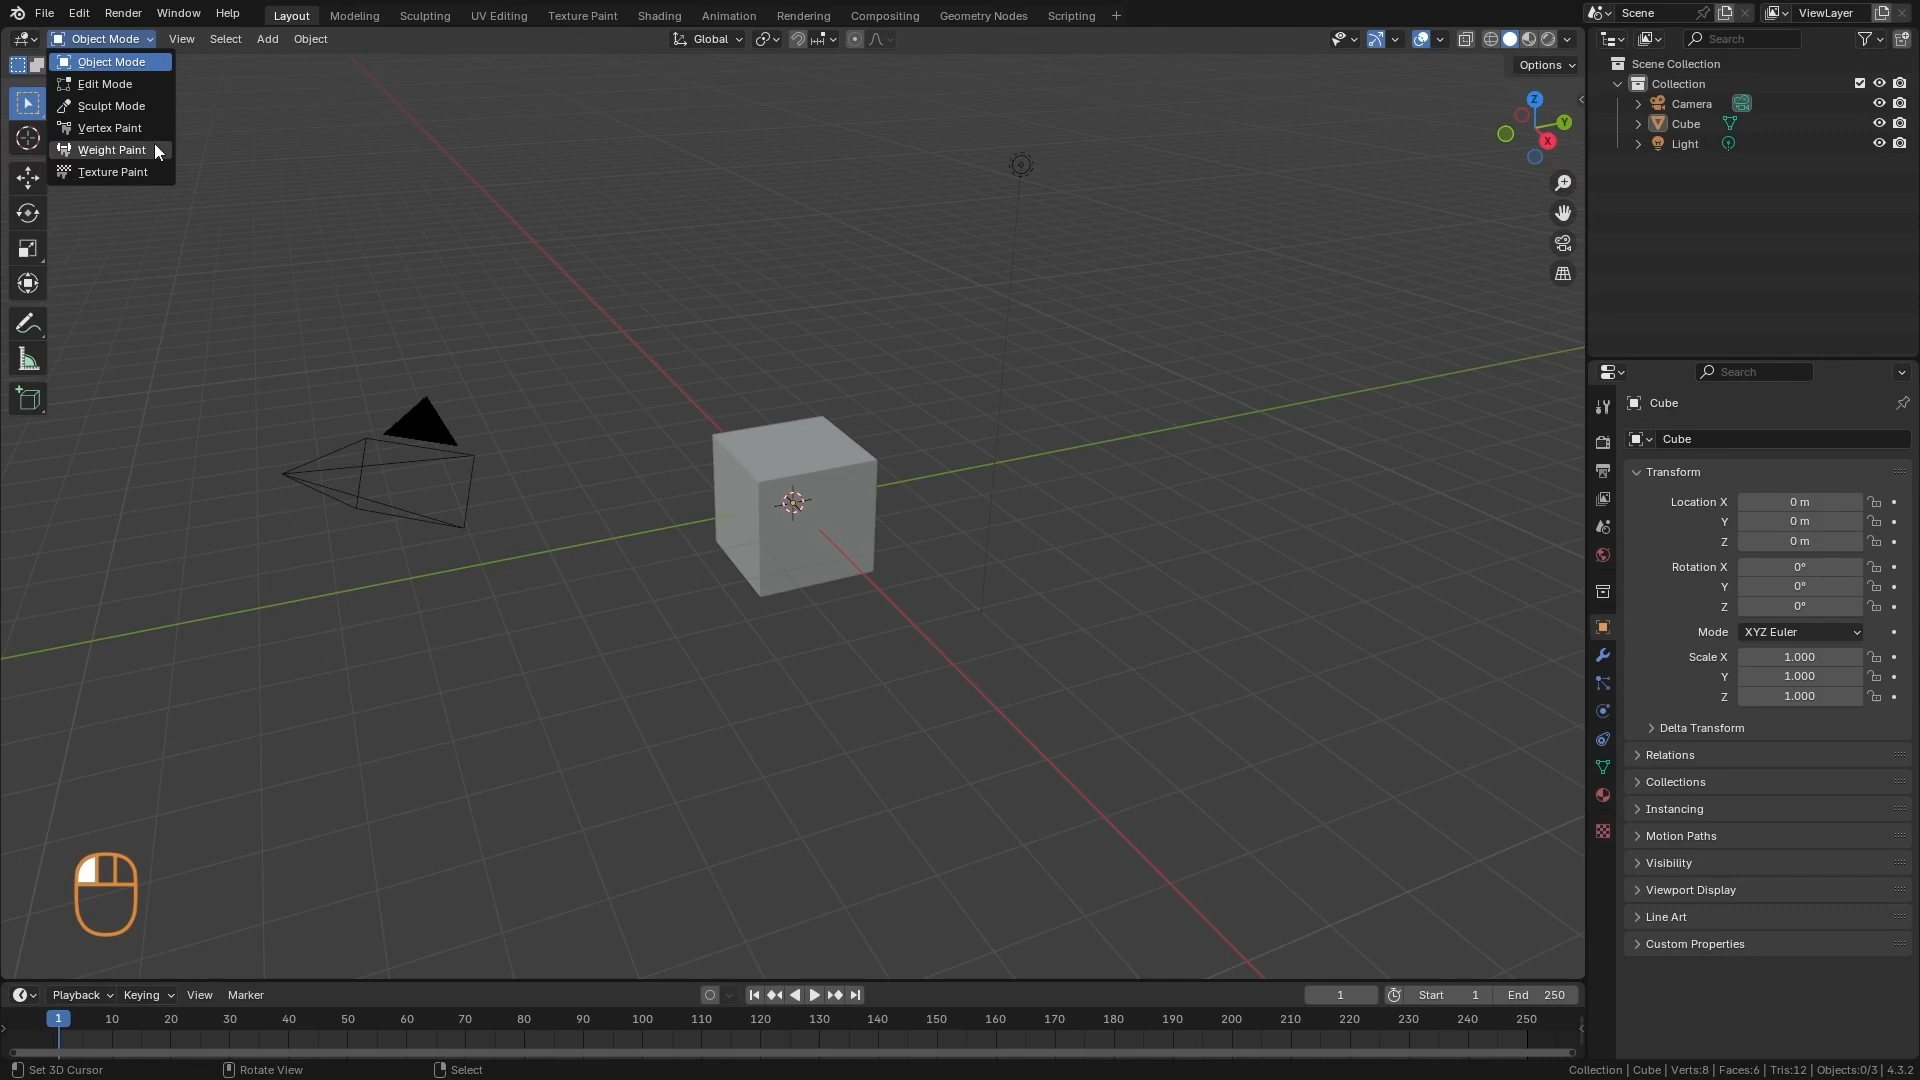 File Edit Render Window Help Layout Modeling Sculpting UV Editing Texture Paint Shading Animation Rendering Compositing Geometry Nodes Scripting + Scene ViewLayer
Object Mode View Select Add Object Global Search
Options
Object Mode
Edit Mode
Sculpt Mode
Vertex Paint
Weight Paint
Texture Paint
Z
Y
X
Scene Collection
Collection
Camera
Cube
Light
Search
Cube
Cube
Transform
Location X 0 m
Y 0 m
Z 0 m
Rotation X 0°
Y 0°
Z 0°
Mode XYZ Euler
Scale X 1.000
Y 1.000
Z 1.000
Delta Transform
Relations
Collections
Instancing
Motion Paths
Visibility
Viewport Display
Line Art
Custom Properties
Playback Keying View Marker 1 Start 1 End 250
1 10 20 30 40 50 60 70 80 90 100 110 120 130 140 150 160 170 180 190 200 210 220 230 240 250
Set 3D Cursor Rotate View Select Collection | Cube | Verts:8 | Faces:6 | Tris:12 | Objects:0/3 | 4.3.2